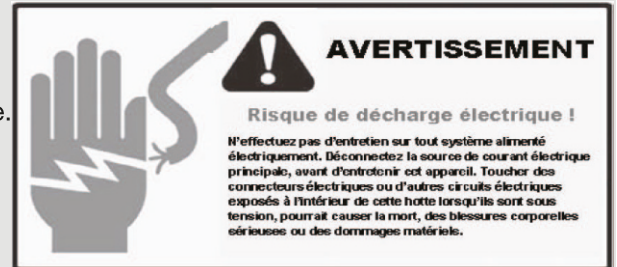 e.
AVERTISSEMENT
Risque de décharge électrique !
N'effectuez pas d'entretien sur tout système alimenté
électriquement. Déconnectez la source de courant électrique
principale, avant d'entretenir cet appareil. Toucher des
connecteurs électriques ou d'autres circuits électriques
exposés à l'intérieur de cette hotte lorsqu'ils sont sous
tension, pourrait causer la mort, des blessures corporelles
sérieuses ou des dommages matériels.